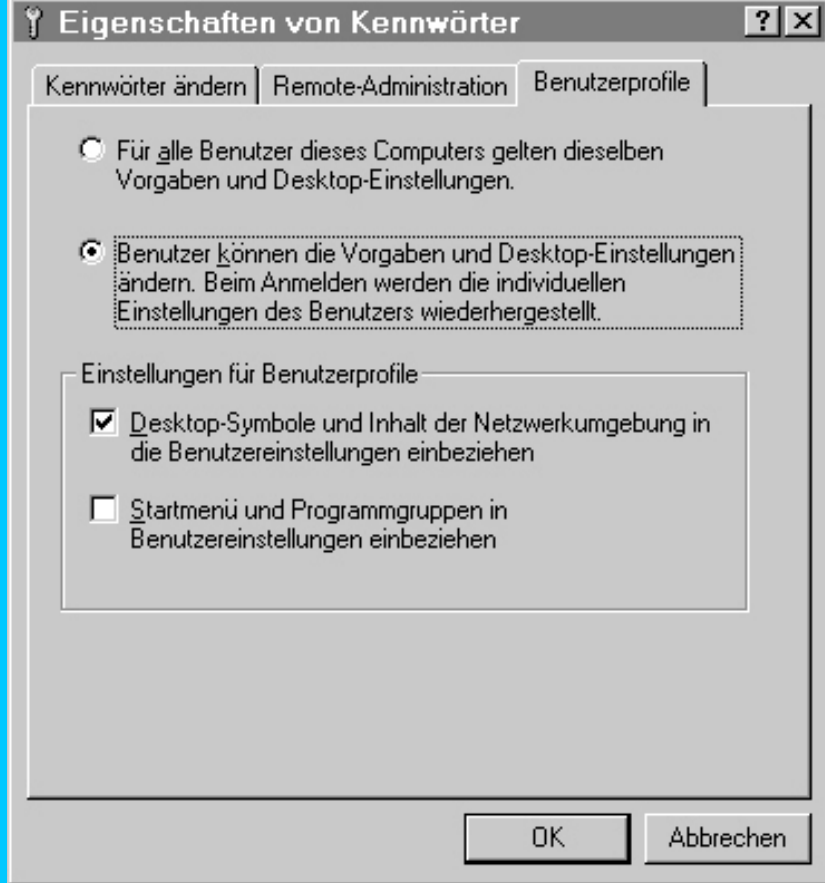 Eigenschaften von Kennwörter
Kennwörter ändern
Remote-Administration
Benutzerprofile
Für alle Benutzer dieses Computers gelten dieselben
Vorgaben und Desktop-Einstellungen.
Benutzer können die Vorgaben und Desktop-Einstellungen
ändern. Beim Anmelden werden die individuellen
Einstellungen des Benutzers wiederhergestellt.
Einstellungen für Benutzerprofile
Desktop-Symbole und Inhalt der Netzwerkumgebung in
die Benutzereinstellungen einbeziehen
Startmenü und Programmgruppen in
Benutzereinstellungen einbeziehen
OK
Abbrechen